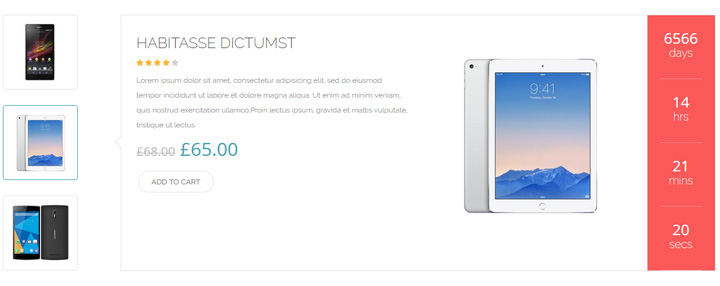 HABITASSE DICTUMST
Lorem ipsum dolor sit amet, consectetur adipisicing elit, sed do eiusmod
tempor incididunt ut labore et dolore magna aliqua. Ut enim ad minim veniam,
quis nostrud exercitation ullamco,Proin lectus ipsum, gravida et mattis vulputate,
tristique ut lectus
£68.00 £65.00
ADD TO CART
9:41
6566
days
14
hrs
21
mins
20
secs